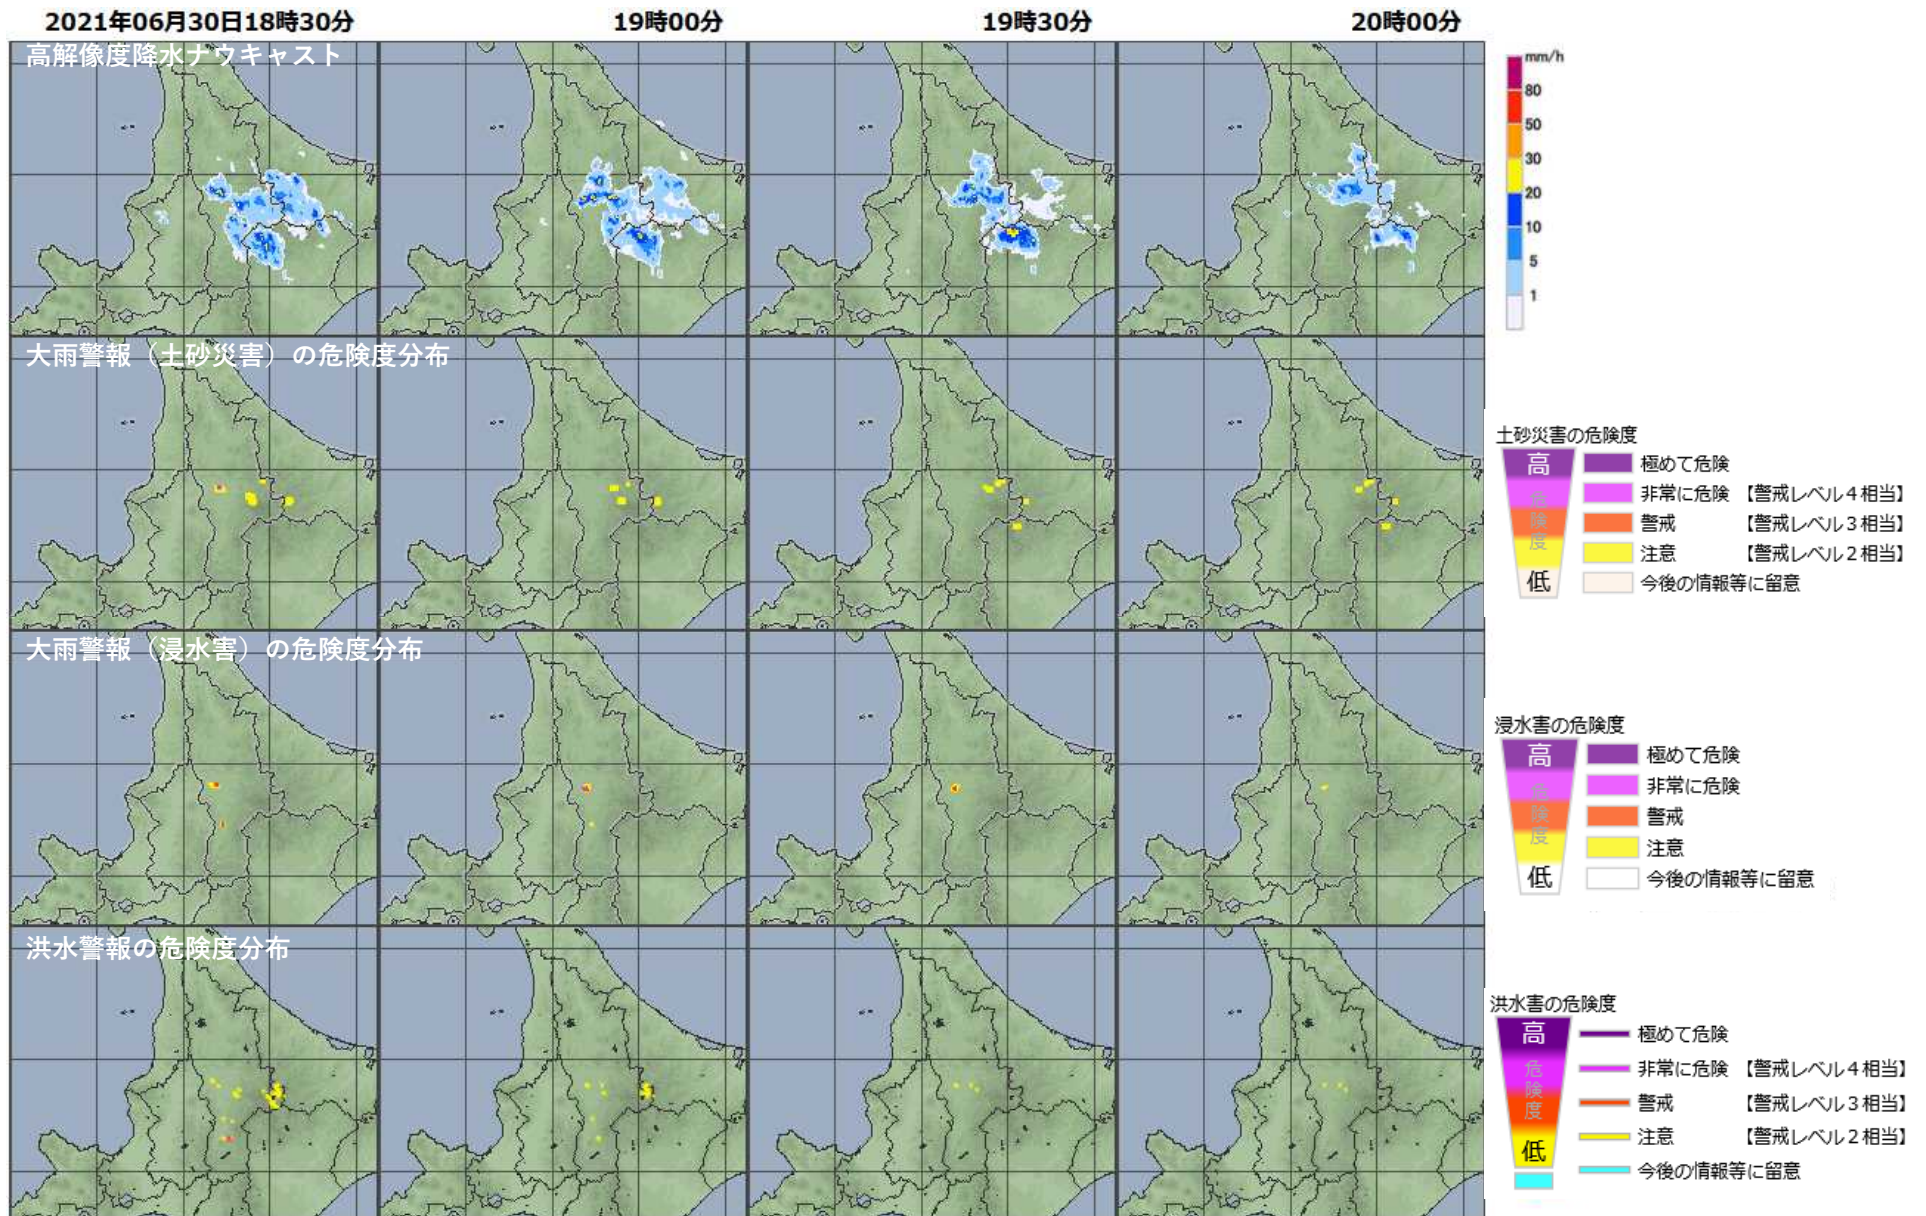 2021年06月30日18時30分
19時00分
19時30分
20時00分
高解像度降水ナウキャスト
mm/h
80
50
30
20
10
5
1
大雨警報（土砂災害）の危険度分布
土砂災害の危険度
高
危険度
低
極めて危険
非常に危険 【警戒レベル４相当】
警戒 【警戒レベル３相当】
注意 【警戒レベル２相当】
今後の情報等に留意
大雨警報（浸水害）の危険度分布
浸水害の危険度
高
危険度
低
極めて危険
非常に危険
警戒
注意
今後の情報等に留意
洪水警報の危険度分布
洪水害の危険度
高
危険度
低
極めて危険
非常に危険 【警戒レベル４相当】
警戒 【警戒レベル３相当】
注意 【警戒レベル２相当】
今後の情報等に留意